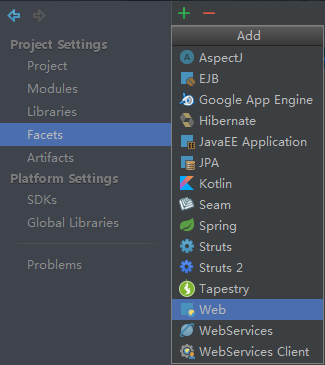 Project Settings
Project
Modules
Libraries
Facets
Artifacts
Platform Settings
SDKs
Global Libraries
Problems
Add
AspectJ
EJB
Google App Engine
Hibernate
JavaEE Application
JPA
Kotlin
Seam
Spring
Struts
Struts 2
Tapestry
Web
WebServices
WebServices Client